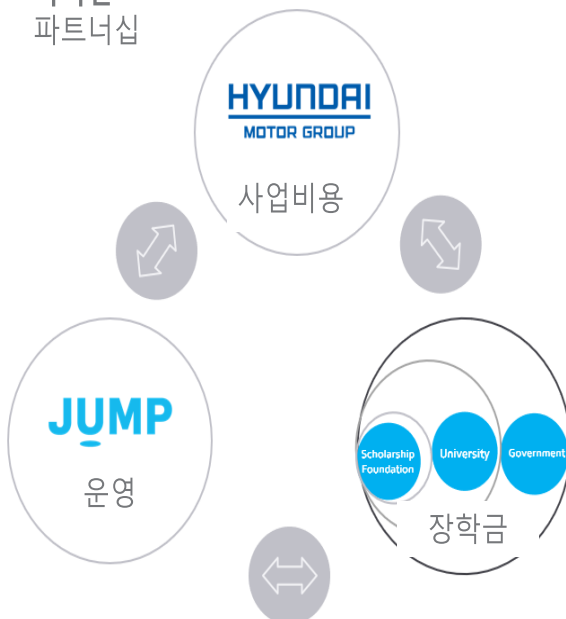 파트너십
HYUNDAI
MOTOR GROUP
사업비용
JUMP
운영
Scholarship
Foundation
University
Government
장학금